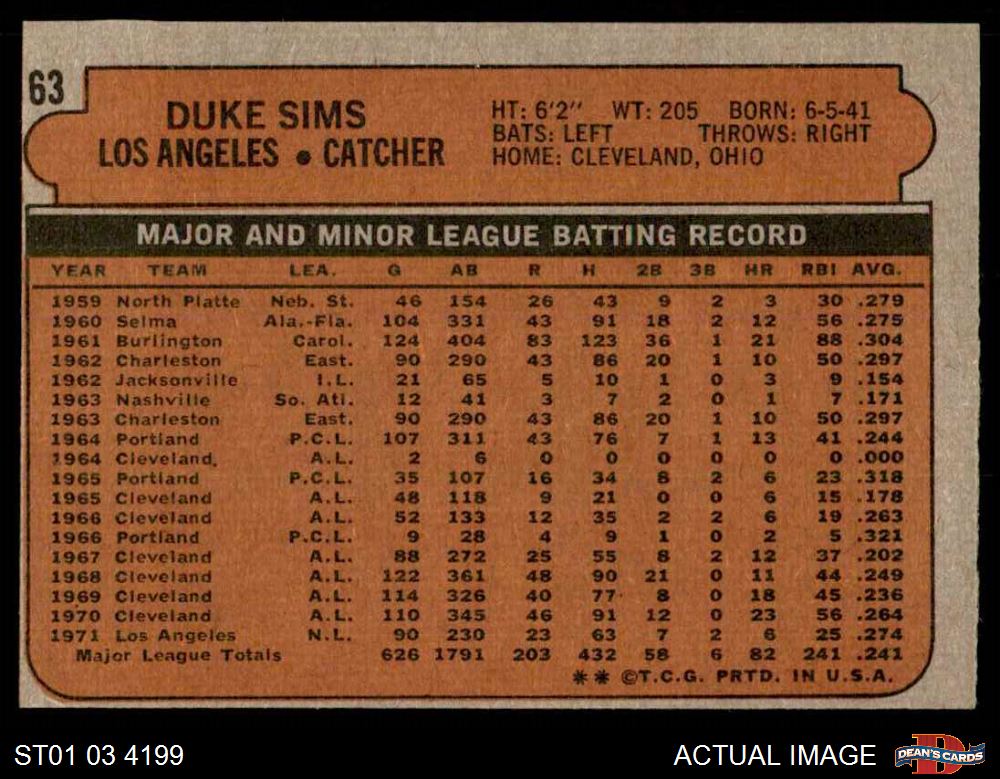 63
DUKE SIMS
LOS ANGELES • CATCHER
HT: 6'2" WT: 205 BORN: 6-5-41
BATS: LEFT THROWS: RIGHT
HOME: CLEVELAND, OHIO
MAJOR AND MINOR LEAGUE BATTING RECORD
YEAR TEAM LEA. G AB R H 2B 3B HR RBI AVG.
1959 North Platte Neb. St. 46 154 26 43 9 2 3 30 .279
1960 Selma Ala.-Fla. 104 331 43 91 18 2 12 56 .275
1961 Burlington Carol. 124 404 83 123 36 1 21 88 .304
1962 Charleston East. 90 290 43 86 20 1 10 50 .297
1962 Jacksonville I.L. 21 65 5 10 1 0 3 9 .154
1963 Nashville So. Atl. 12 41 3 7 2 0 1 7 .171
1963 Charleston East. 90 290 43 86 20 1 10 50 .297
1964 Portland P.C.L. 107 311 43 76 7 1 13 41 .244
1964 Cleveland, A.L. 2 6 0 0 0 0 0 0 .000
1965 Portland P.C.L. 35 107 16 34 8 2 6 23 .318
1965 Cleveland A.L. 48 118 9 21 0 0 6 15 .178
1966 Cleveland A.L. 52 133 12 35 2 2 6 19 .263
1966 Portland P.C.L. 9 28 4 9 1 0 2 5 .321
1967 Cleveland A.L. 88 272 25 55 8 2 12 37 .202
1968 Cleveland A.L. 122 361 48 90 21 0 11 44 .249
1969 Cleveland A.L. 114 326 40 77 8 0 18 45 .236
1970 Cleveland A.L. 110 345 46 91 12 0 23 56 .264
1971 Los Angeles N.L. 90 230 23 63 7 2 6 25 .274
Major League Totals 626 1791 203 432 58 6 82 241 .241
** ©T.C.G. PRTD. IN U.S.A.
ST01 03 4199
ACTUAL IMAGE
D
DEAN'S CARDS